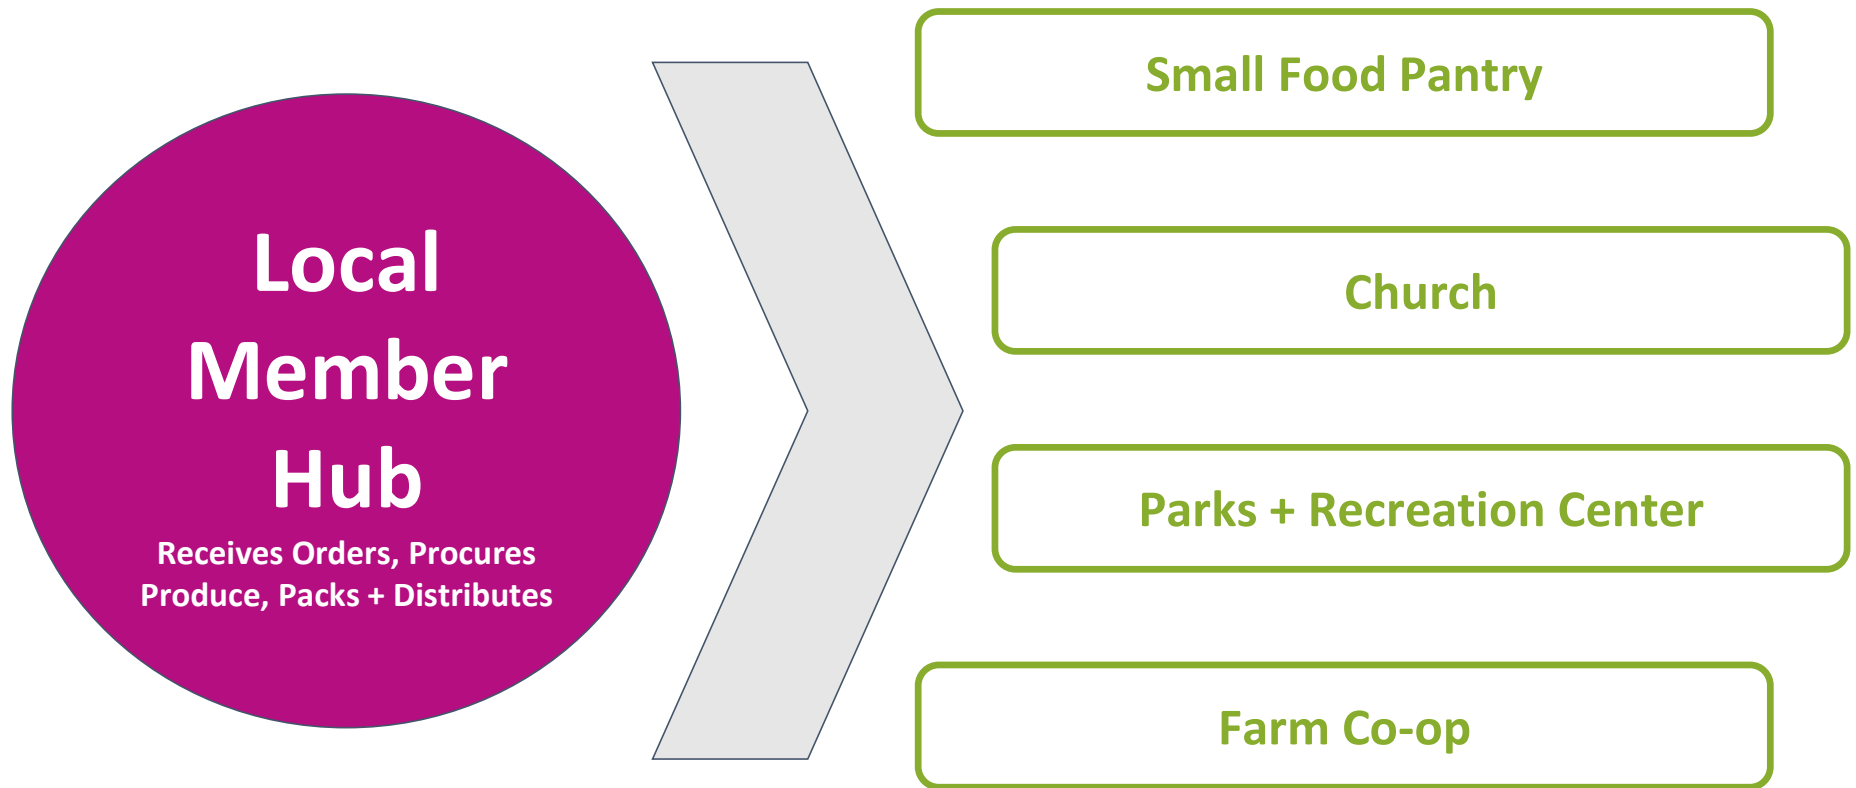 Local
Member
Hub
Receives Orders, Procures
Produce, Packs + Distributes
Small Food Pantry
Church
Parks + Recreation Center
Farm Co-op